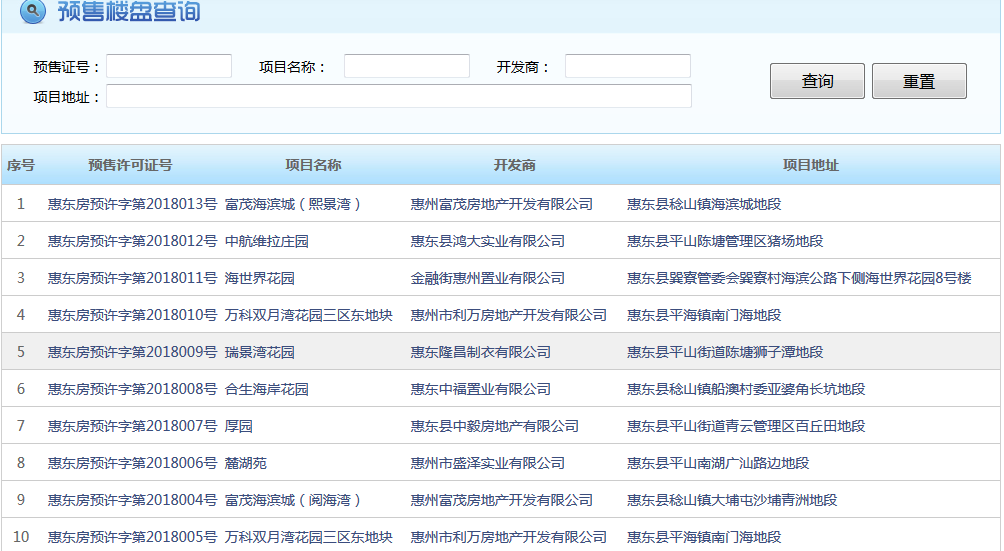 预售楼盘查询
预售证号： 项目名称： 开发商：
项目地址：
查询 重置
序号 预售许可证号 项目名称 开发商 项目地址
1 惠东房预许字第2018013号 富茂海滨城（熙景湾） 惠州富茂房地产开发有限公司 惠东县稔山镇海滨城地段
2 惠东房预许字第2018012号 中航维拉庄园 惠东县鸿大实业有限公司 惠东县平山陈塘管理区猪场地段
3 惠东房预许字第2018011号 海世界花园 金融街惠州置业有限公司 惠东县巽寮管委会巽寮村海滨公路下侧海世界花园8号楼
4 惠东房预许字第2018010号 万科双月湾花园三区东地块 惠州市利万房地产开发有限公司 惠东县平海镇南门海地段
5 惠东房预许字第2018009号 瑞景湾花园 惠东隆昌制衣有限公司 惠东县平山街道陈塘狮子潭地段
6 惠东房预许字第2018008号 合生海岸花园 惠东中福置业有限公司 惠东县稔山镇船澳村委亚婆角长坑地段
7 惠东房预许字第2018007号 厚园 惠东县中毅房地产有限公司 惠东县平山街道青云管理区百丘田地段
8 惠东房预许字第2018006号 麓湖苑 惠州市盛泽实业有限公司 惠东县平山南湖广汕路边地段
9 惠东房预许字第2018004号 富茂海滨城（阅海湾） 惠州富茂房地产开发有限公司 惠东县稔山镇大埔屯沙埔青洲地段
10 惠东房预许字第2018005号 万科双月湾花园三区东地块 惠州市利万房地产开发有限公司 惠东县平海镇南门海地段